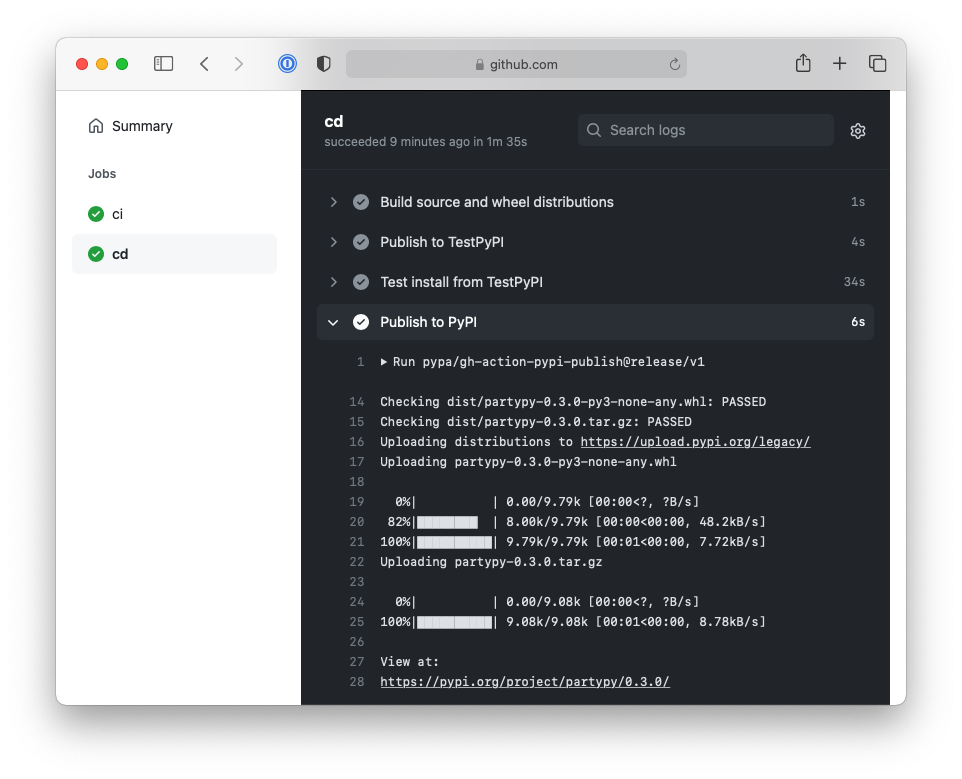 github.com
Summary
Jobs
ci
cd
cd
succeeded 9 minutes ago in 1m 35s
Search logs
Build source and wheel distributions 1s
Publish to TestPyPI 4s
Test install from TestPyPI 34s
Publish to PyPI 6s
1 Run pypa/gh-action-pypi-publish@release/v1
14 Checking dist/partypy-0.3.0-py3-none-any.whl: PASSED
15 Checking dist/partypy-0.3.0.tar.gz: PASSED
16 Uploading distributions to https://upload.pypi.org/legacy/
17 Uploading partypy-0.3.0-py3-none-any.whl
18
19 0%| | 0.00/9.79k [00:00<?, ?B/s]
20 82%|████████ | 8.00k/9.79k [00:00<00:00, 48.2kB/s]
21 100%|██████████| 9.79k/9.79k [00:01<00:00, 7.72kB/s]
22 Uploading partypy-0.3.0.tar.gz
23
24 0%| | 0.00/9.08k [00:00<?, ?B/s]
25 100%|██████████| 9.08k/9.08k [00:01<00:00, 8.78kB/s]
26
27 View at:
28 https://pypi.org/project/partypy/0.3.0/